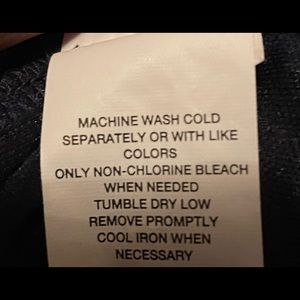 MACHINE WASH COLD
SEPARATELY OR WITH LIKE
COLORS
ONLY NON-CHLORINE BLEACH
WHEN NEEDED
TUMBLE DRY LOW
REMOVE PROMPTLY
COOL IRON WHEN
NECESSARY